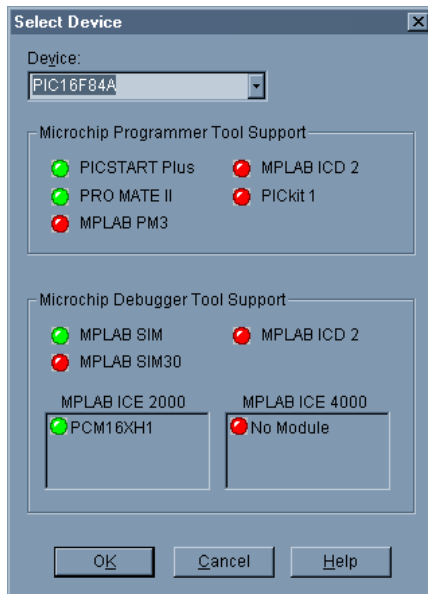 Select Device
Device:
PIC16F84A
Microchip Programmer Tool Support
PICSTART Plus MPLAB ICD 2
PRO MATE II PICkit 1
MPLAB PM3
Microchip Debugger Tool Support
MPLAB SIM MPLAB ICD 2
MPLAB SIM30
MPLAB ICE 2000 MPLAB ICE 4000
PCM16XH1 No Module
OK Cancel Help